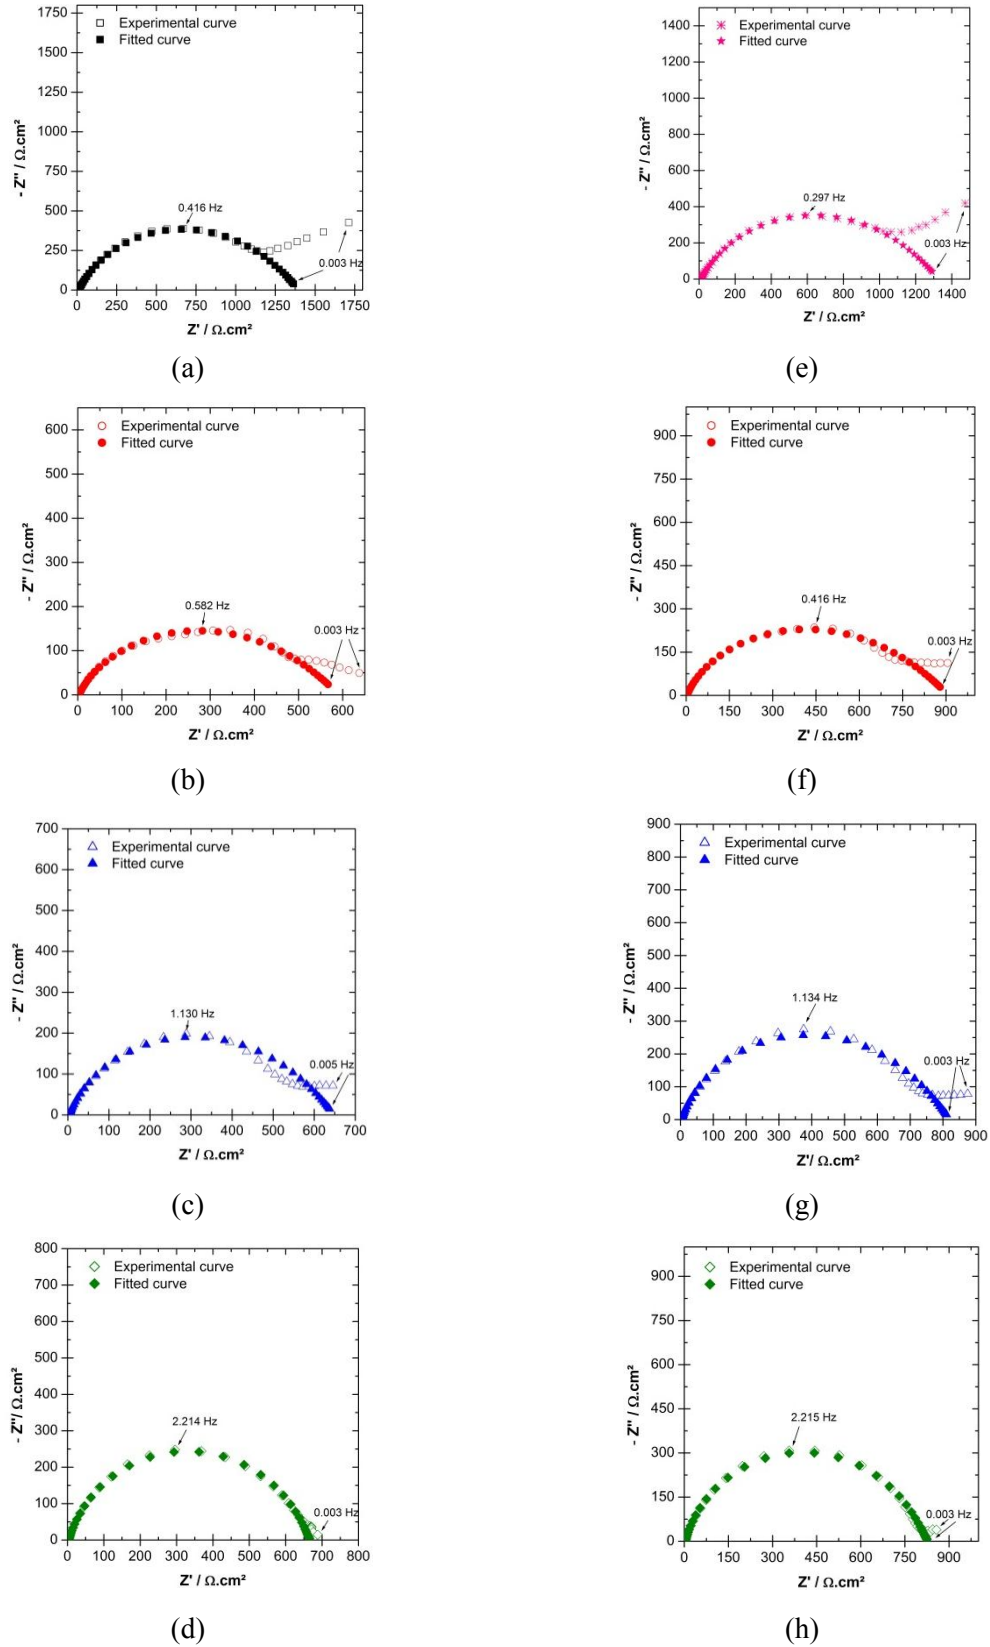 1750
1500
1250
1000
750
500
250
0
- Z'' / Ω.cm²
Experimental curve
Fitted curve
0.416 Hz
0.003 Hz
0 250 500 750 1000 1250 1500 1750
Z' / Ω.cm²
(a)
1400
1200
1000
800
600
400
200
0
- Z'' / Ω.cm²
Experimental curve
Fitted curve
0.297 Hz
0.003 Hz
0 200 400 600 800 1000 1200 1400
Z' / Ω.cm²
(e)
600
500
400
300
200
100
0
- Z'' / Ω.cm²
Experimental curve
Fitted curve
0.582 Hz
0.003 Hz
0 100 200 300 400 500 600
Z' / Ω.cm²
(b)
900
750
600
450
300
150
0
- Z'' / Ω.cm²
Experimental curve
Fitted curve
0.416 Hz
0.003 Hz
0 150 300 450 600 750 900
Z' / Ω.cm²
(f)
700
600
500
400
300
200
100
0
- Z'' / Ω.cm²
Experimental curve
Fitted curve
1.130 Hz
0.005 Hz
0 100 200 300 400 500 600 700
Z' / Ω.cm²
(c)
900
800
700
600
500
400
300
200
100
0
- Z'' / Ω.cm²
Experimental curve
Fitted curve
1.134 Hz
0.003 Hz
0 100 200 300 400 500 600 700 800 900
Z'/ Ω.cm²
(g)
800
700
600
500
400
300
200
100
0
- Z''/ Ω.cm²
Experimental curve
Fitted curve
2.214 Hz
0.003 Hz
0 100 200 300 400 500 600 700 800
Z' / Ω.cm²
(d)
900
750
600
450
300
150
0
- Z'' / Ω.cm²
Experimental curve
Fitted curve
2.215 Hz
0.003 Hz
0 150 300 450 600 750 900
Z' / Ω.cm²
(h)